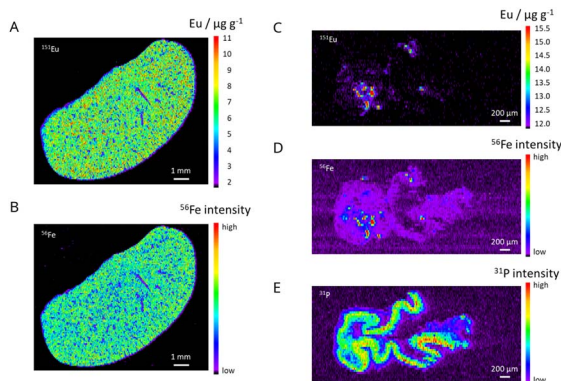 A
Eu / µg g⁻¹
¹⁵¹Eu
11
10
9
8
7
6
5
4
3
2
1 mm
B
⁵⁶Fe intensity
⁵⁶Fe
high
low
1 mm
C
Eu / µg g⁻¹
¹⁵¹Eu
15.5
15.0
14.5
14.0
13.5
13.0
12.5
12.0
200 µm
D
⁵⁶Fe intensity
⁵⁶Fe
high
low
200 µm
E
³¹P intensity
³¹P
high
low
200 µm